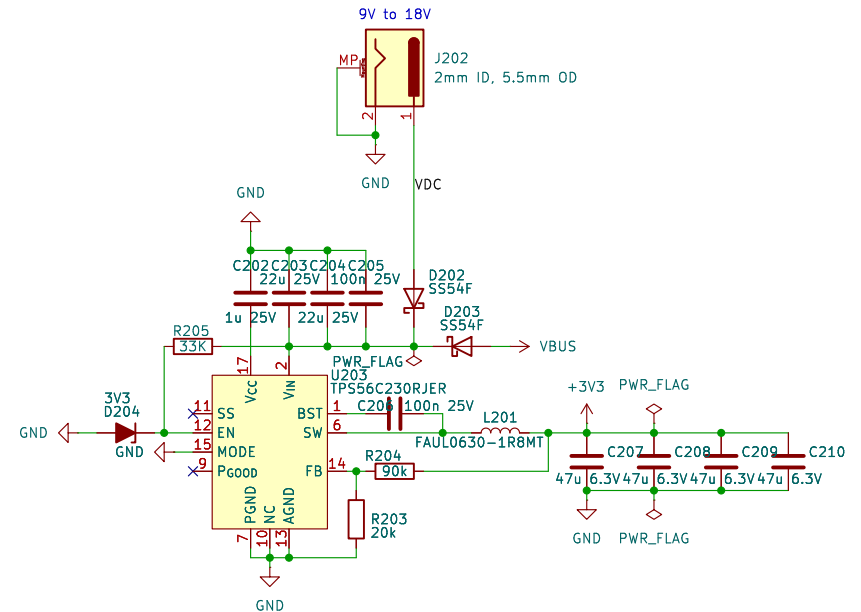 9V to 18V
MP
J202
2mm ID, 5.5mm OD
2
1
GND
VDC
GND
C202
C203
C204
C205
22u 25V
100n 25V
1u 25V
22u 25V
D202
SS54F
D203
SS54F
VBUS
R205
33K
PWR_FLAG
U203
TPS56C230RJER
17
2
VCC
VIN
3V3
D204
GND
GND
11
SS
12
EN
15
MODE
9
PGOOD
BST
1
SW
6
FB
14
C206
100n 25V
L201
FAUL0630-1R8MT
R204
90k
R203
20k
PGND
NC
AGND
7
10
13
GND
+3V3
PWR_FLAG
C207
C208
C209
C210
47u 6.3V
47u 6.3V
47u 6.3V
47u 6.3V
GND
PWR_FLAG